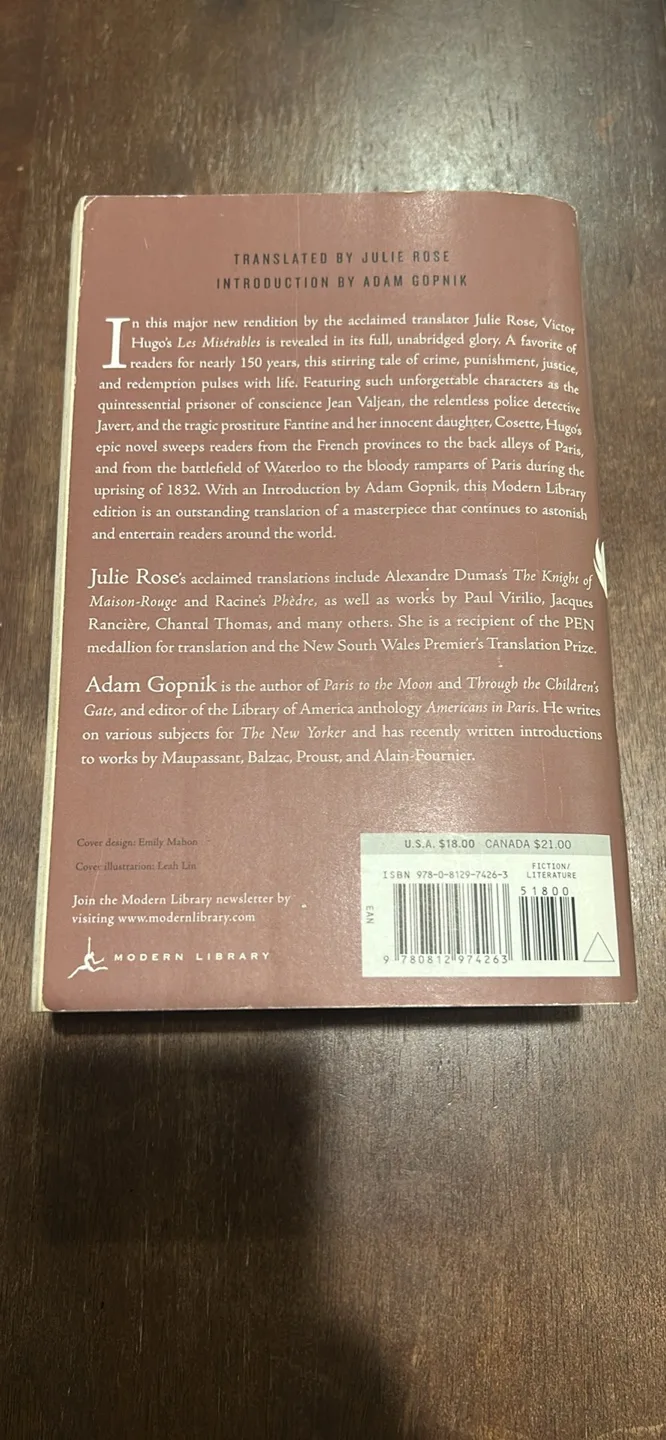 TRANSLATED BY JULIE ROSE
INTRODUCTION BY ADAM GOPNIK
In this major new rendition by the acclaimed translator Julie Rose, Victor
Hugo's Les Misérables is revealed in its full, unabridged glory. A favorite of
readers for nearly 150 years, this stirring tale of crime, punishment, justice,
and redemption pulses with life. Featuring such unforgettable characters as the
quintessential prisoner of conscience Jean Valjean, the relentless police detective
Javert, and the tragic prostitute Fantine and her innocent daughter, Cosette, Hugo's
epic novel sweeps readers from the French provinces to the back alleys of Paris,
and from the battlefield of Waterloo to the bloody ramparts of Paris during the
uprising of 1832. With an Introduction by Adam Gopnik, this Modern Library
edition is an outstanding translation of a masterpiece that continues to astonish
and entertain readers around the world.
Julie Rose's acclaimed translations include Alexandre Dumas's The Knight of
Maison-Rouge and Racine's Phèdre, as well as works by Paul Virilio, Jacques
Rancière, Chantal Thomas, and many others. She is a recipient of the PEN
medallion for translation and the New South Wales Premier's Translation Prize.
Adam Gopnik is the author of Paris to the Moon and Through the Children's
Gate, and editor of the Library of America anthology Americans in Paris. He writes
on various subjects for The New Yorker and has recently written introductions
to works by Maupassant, Balzac, Proust, and Alain-Fournier.
Cover design: Emily Mahon
Cover illustration: Leah Lin
Join the Modern Library newsletter by
visiting www.modernlibrary.com
MODERN LIBRARY
U.S.A. $18.00 CANADA $21.00
ISBN 978-0-8129-7426-3
FICTION/
LITERATURE
51800
EAN
9 780812 974263